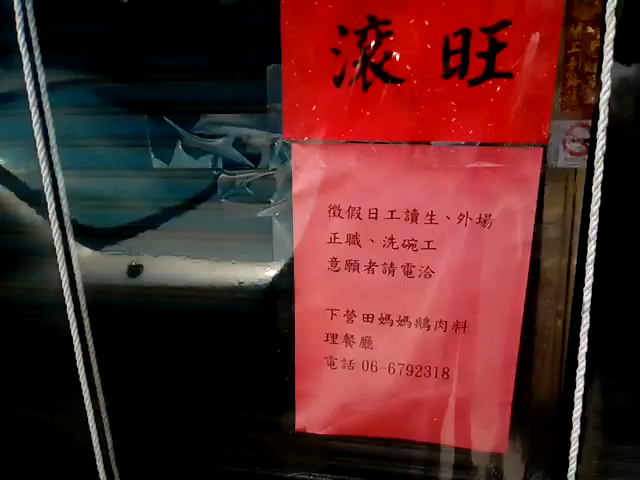 滾 旺
徵假日工讀生、外場
正職、洗碗工
意願者請電洽
下營田媽媽鵝肉料
理餐廳
電話 06-6792318